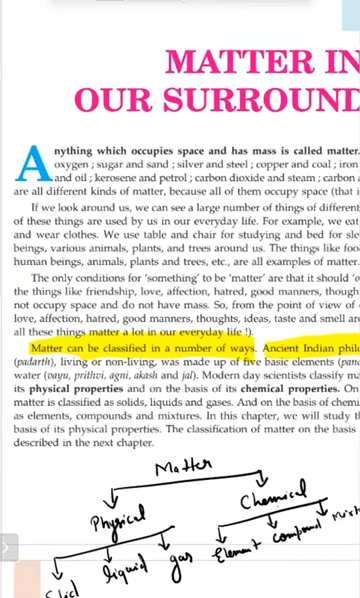 MATTER IN
OUR SURROUND
Anything which occupies space and has mass is called matter.
oxygen ; sugar and sand ; silver and steel ; copper and coal ; iron
and oil ; kerosene and petrol ; carbon dioxide and steam ; carbon
are all different kinds of matter, because all of them occupy space (that i
If we look around us, we can see a large number of things of different
of these things are used by us in our everyday life. For example, we eat
and wear clothes. We use table and chair for studying and bed for sle
beings, various animals, plants, and trees around us. The things like foo
human beings, animals, plants and trees, etc., are all examples of matter.
The only conditions for 'something' to be 'matter' are that it should 'o
the things like friendship, love, affection, hatred, good manners, though
not occupy space and do not have mass. So, from the point of view of
love, affection, hatred, good manners, thoughts, ideas, taste and smell are
all these things matter a lot in our everyday life !).
Matter can be classified in a number of ways. Ancient Indian philo
(padarth), living or non-living, was made up of five basic elements (panc
water (vayu, prithvi, agni, akash and jal). Modern day scientists classify ma
its physical properties and on the basis of its chemical properties. On
matter is classified as solids, liquids and gases. And on the basis of chemi
as elements, compounds and mixtures. In this chapter, we will study t
basis of its physical properties. The classification of matter on the basis
described in the next chapter.
Matter
Physical Chemical
Solid liquid gas Element compound Mixt